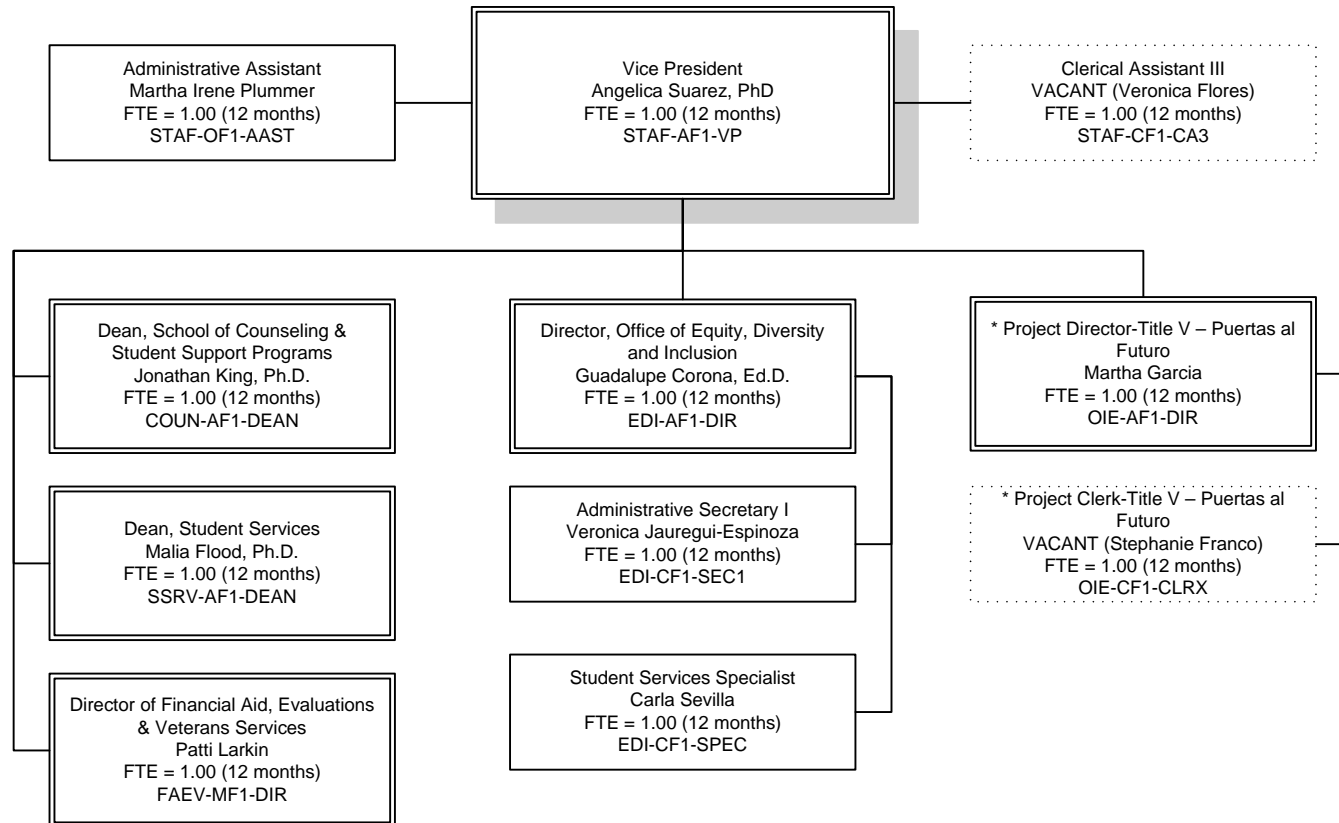 Administrative Assistant
Martha Irene Plummer
FTE = 1.00 (12 months)
STAF-OF1-AAST
Vice President
Angelica Suarez, PhD
FTE = 1.00 (12 months)
STAF-AF1-VP
Clerical Assistant III
VACANT (Veronica Flores)
FTE = 1.00 (12 months)
STAF-CF1-CA3
Dean, School of Counseling &
Student Support Programs
Jonathan King, Ph.D.
FTE = 1.00 (12 months)
COUN-AF1-DEAN
Director, Office of Equity, Diversity
and Inclusion
Guadalupe Corona, Ed.D.
FTE = 1.00 (12 months)
EDI-AF1-DIR
* Project Director-Title V – Puertas al
Futuro
Martha Garcia
FTE = 1.00 (12 months)
OIE-AF1-DIR
Dean, Student Services
Malia Flood, Ph.D.
FTE = 1.00 (12 months)
SSRV-AF1-DEAN
Administrative Secretary I
Veronica Jauregui-Espinoza
FTE = 1.00 (12 months)
EDI-CF1-SEC1
* Project Clerk-Title V – Puertas al
Futuro
VACANT (Stephanie Franco)
FTE = 1.00 (12 months)
OIE-CF1-CLRX
Director of Financial Aid, Evaluations
& Veterans Services
Patti Larkin
FTE = 1.00 (12 months)
FAEV-MF1-DIR
Student Services Specialist
Carla Sevilla
FTE = 1.00 (12 months)
EDI-CF1-SPEC